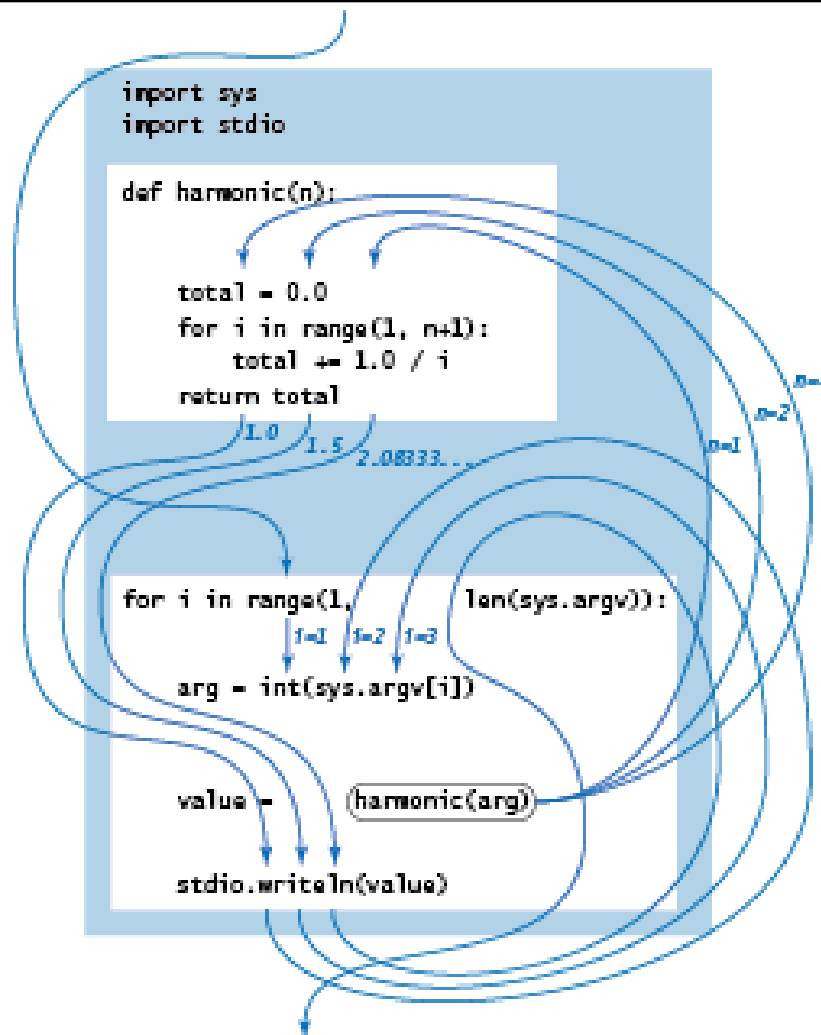 import sys
import stdio
def harmonic(n):
total = 0.0
for i in range(1, n+1):
total += 1.0 / i
return total
n=
n=2
n=1
1.0
1.5
2.08333...
for i in range(1, len(sys.argv)):
i=1 i=2 i=3
arg = int(sys.argv[i])
value = harmonic(arg)
stdio.writeln(value)